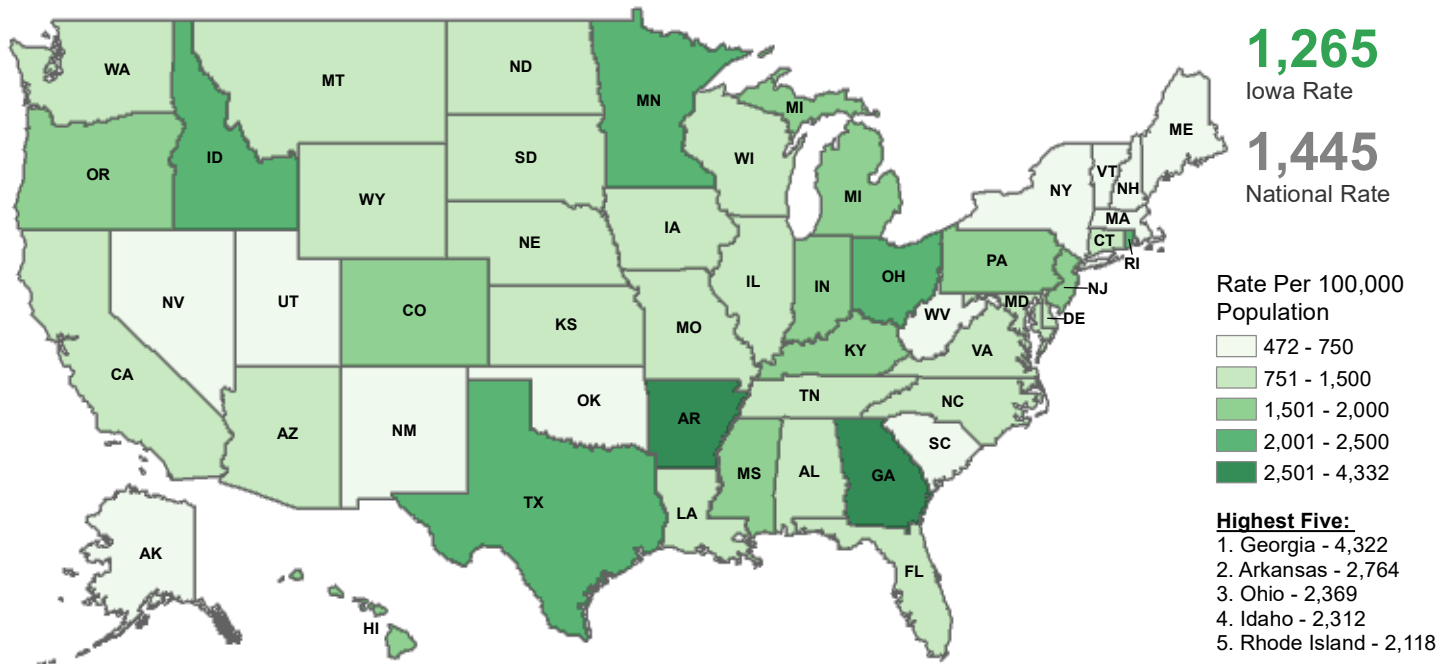 WA
MT
ND
MN
MI
ME
OR
ID
WY
SD
WI
MI
NY
VT
NH
MA
CT
RI
NE
IA
PA
NJ
NV
UT
CO
KS
MO
IL
IN
OH
WV
MD
DE
KY
VA
CA
AZ
NM
OK
AR
TN
NC
SC
TX
LA
MS
AL
GA
FL
AK
HI
1,265
Iowa Rate
1,445
National Rate
Rate Per 100,000
Population
472 - 750
751 - 1,500
1,501 - 2,000
2,001 - 2,500
2,501 - 4,332
Highest Five:
1. Georgia - 4,322
2. Arkansas - 2,764
3. Ohio - 2,369
4. Idaho - 2,312
5. Rhode Island - 2,118